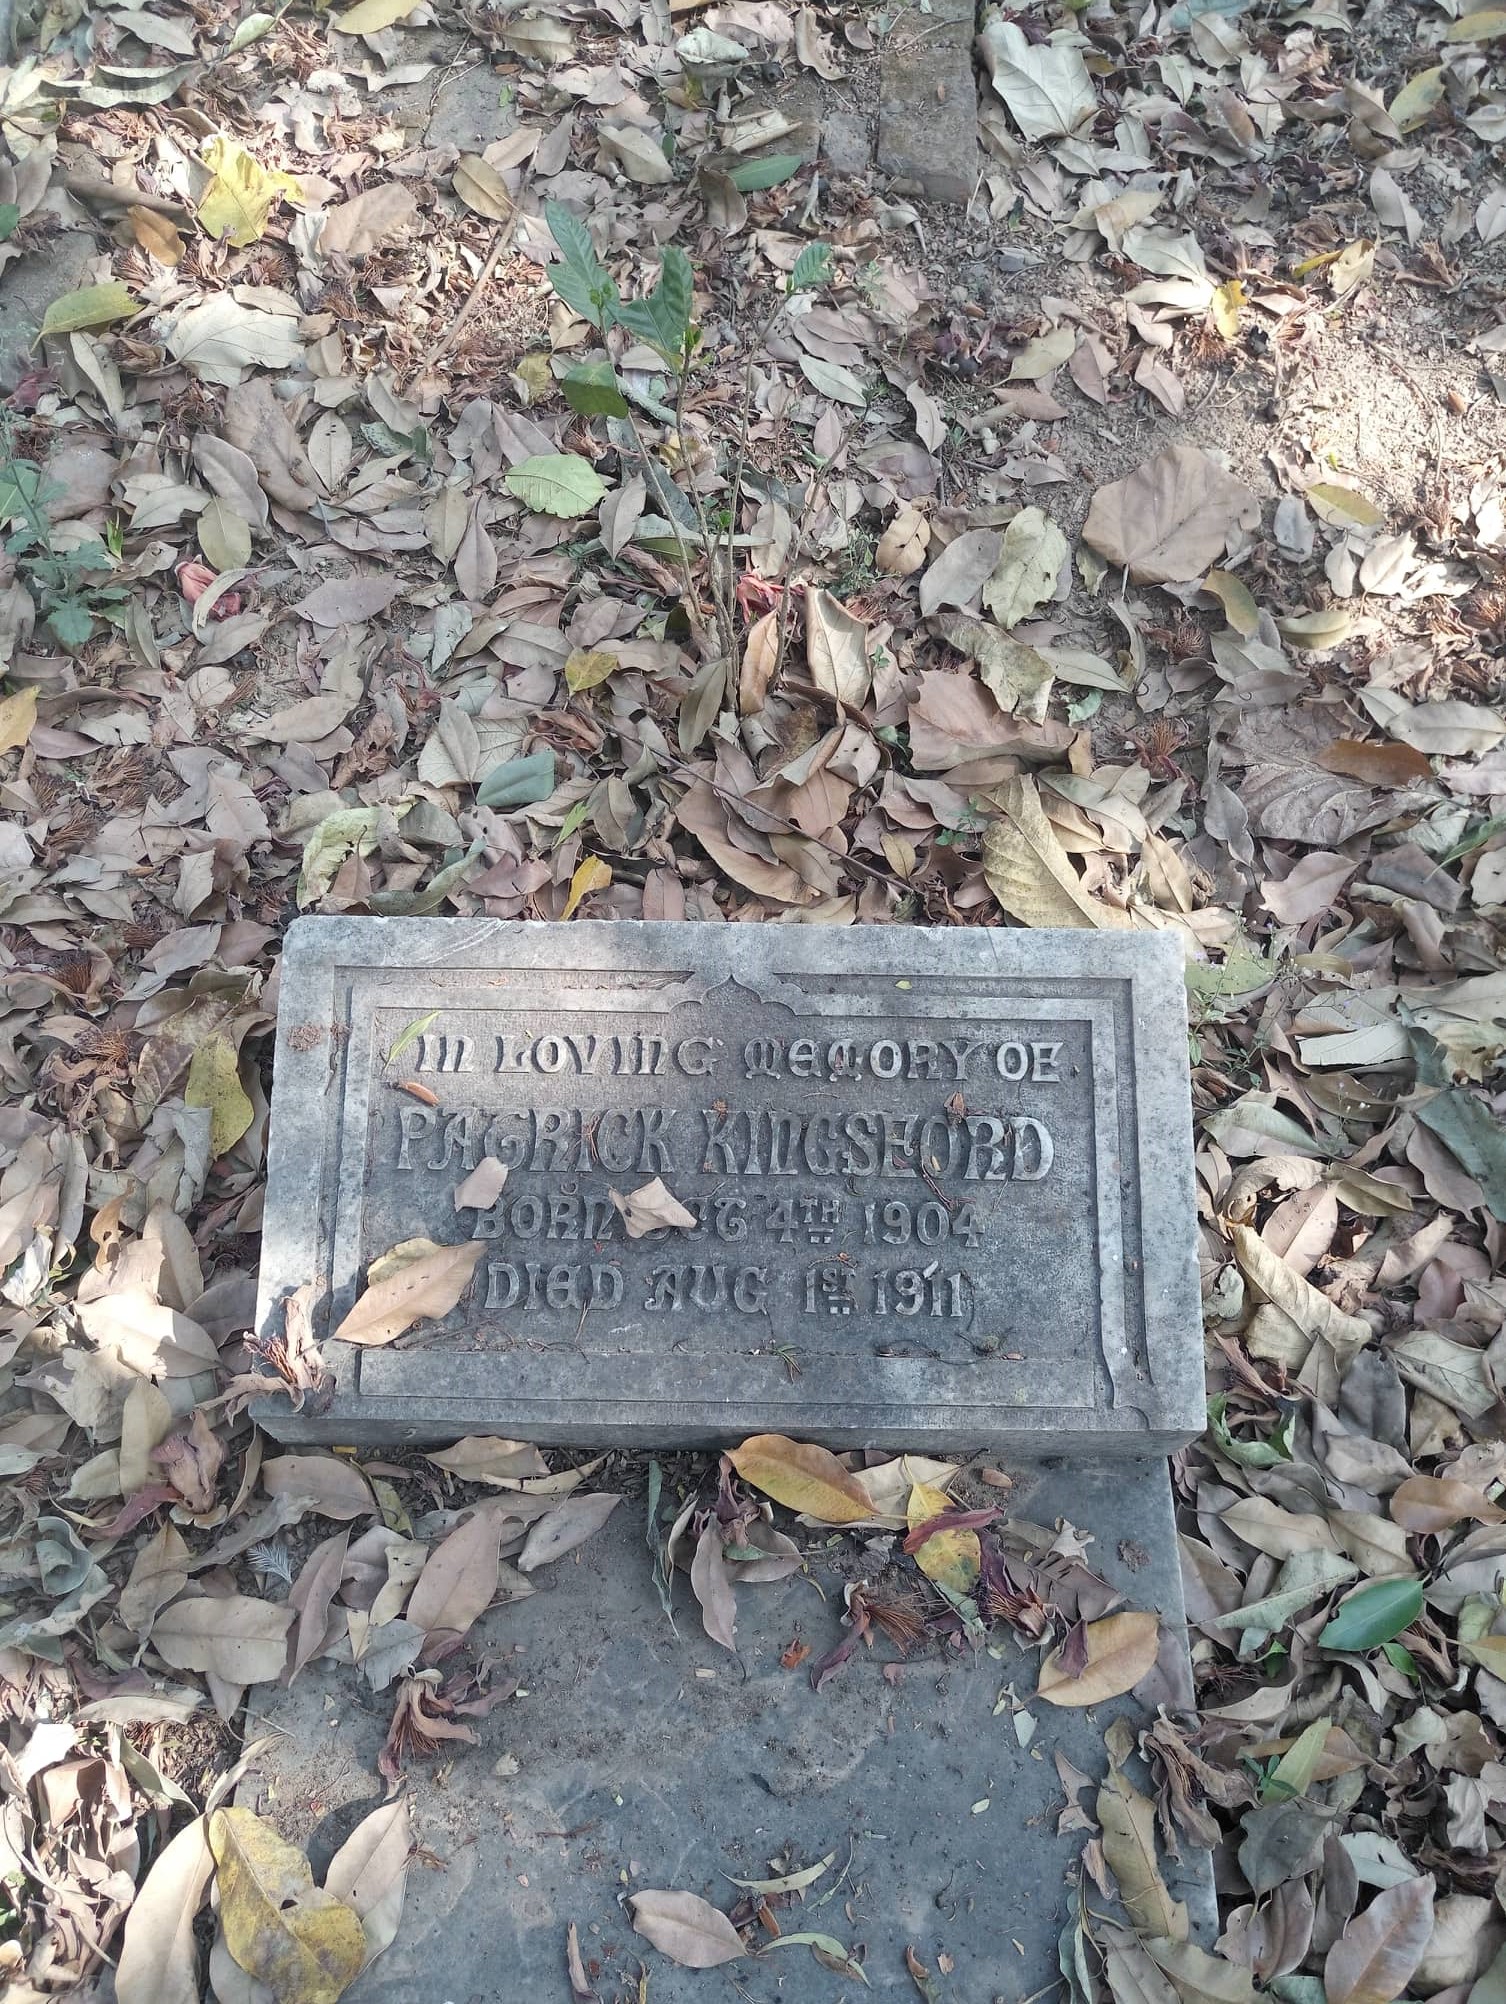 IN LOVING MEMORY OF
PATRICK KINGSFORD
BORN OCT 4TH 1904
DIED AUG 1ST 1911